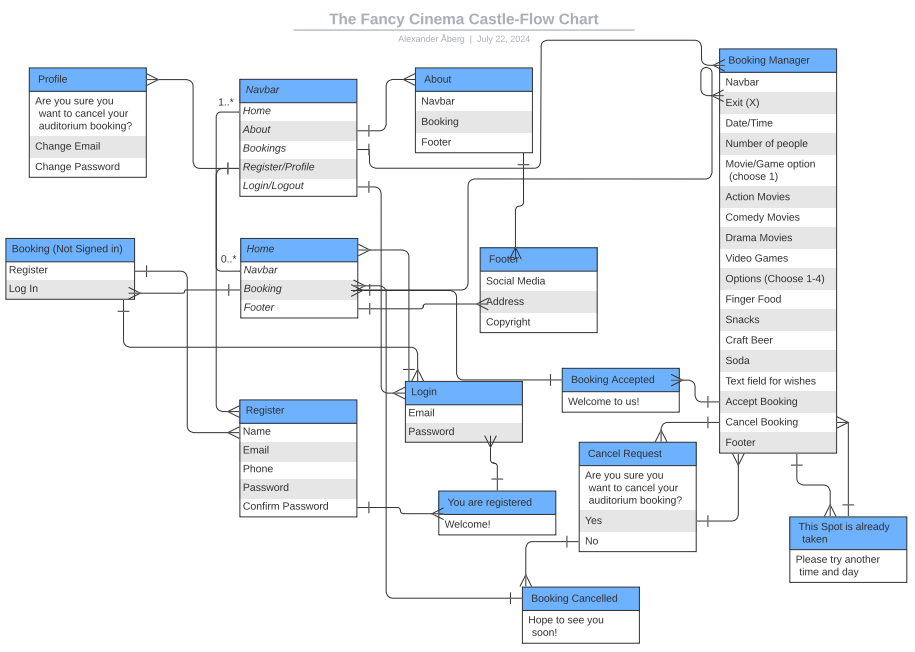 The Fancy Cinema Castle-Flow Chart
Alexander Åberg | July 22, 2024
Profile
Are you sure you
want to cancel your
auditorium booking?
Change Email
Change Password
1..*
Navbar
Home
About
Bookings
Register/Profile
Login/Logout
About
Navbar
Booking
Footer
Booking Manager
Navbar
Exit (X)
Date/Time
Number of people
Movie/Game option
(choose 1)
Action Movies
Comedy Movies
Drama Movies
Video Games
Options (Choose 1-4)
Finger Food
Snacks
Craft Beer
Soda
Text field for wishes
Accept Booking
Cancel Booking
Footer
Booking (Not Signed in)
Register
Log In
0..*
Home
Navbar
Booking
Footer
Footer
Social Media
Address
Copyright
Booking Accepted
Welcome to us!
Login
Email
Password
Register
Name
Email
Phone
Password
Confirm Password
Cancel Request
Are you sure you
want to cancel your
auditorium booking?
Yes
No
You are registered
Welcome!
This Spot is already
taken
Please try another
time and day
Booking Cancelled
Hope to see you
soon!